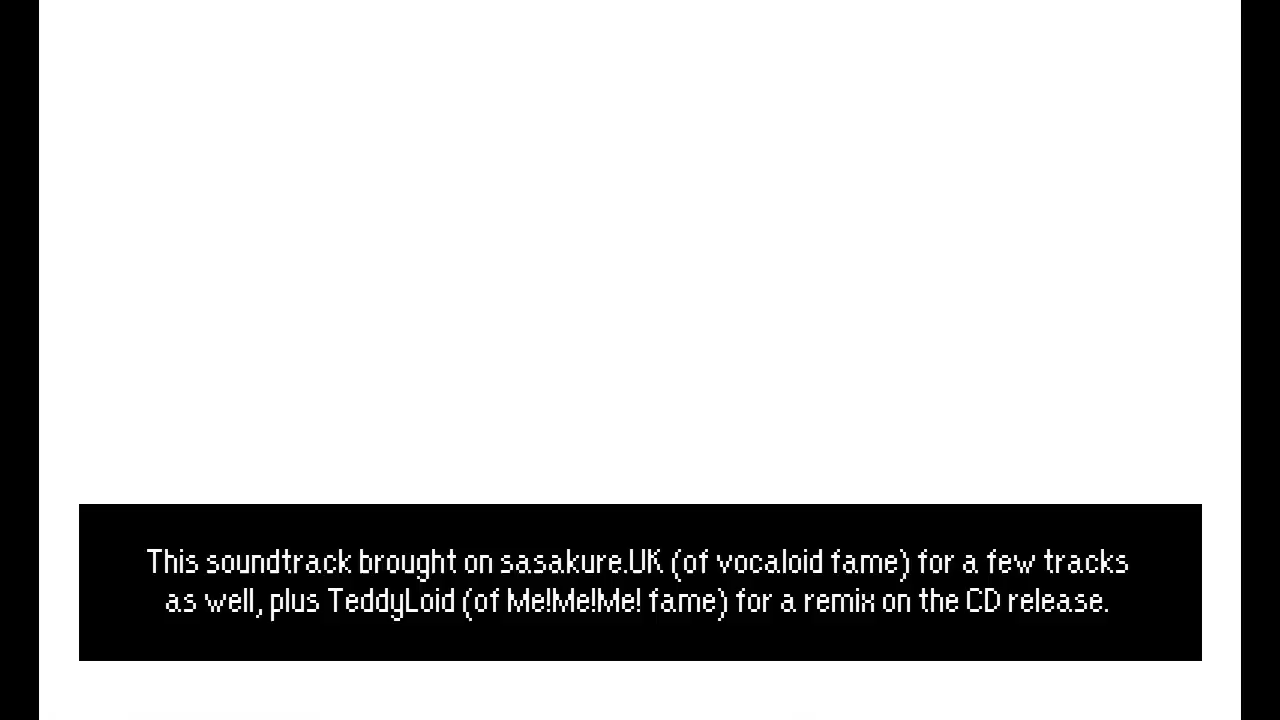 This soundtrack brought on sasakure.UK (of vocaloid fame) for a few tracks
as well, plus TeddyLoid (of Me!Me!Me! fame) for a remix on the CD release.